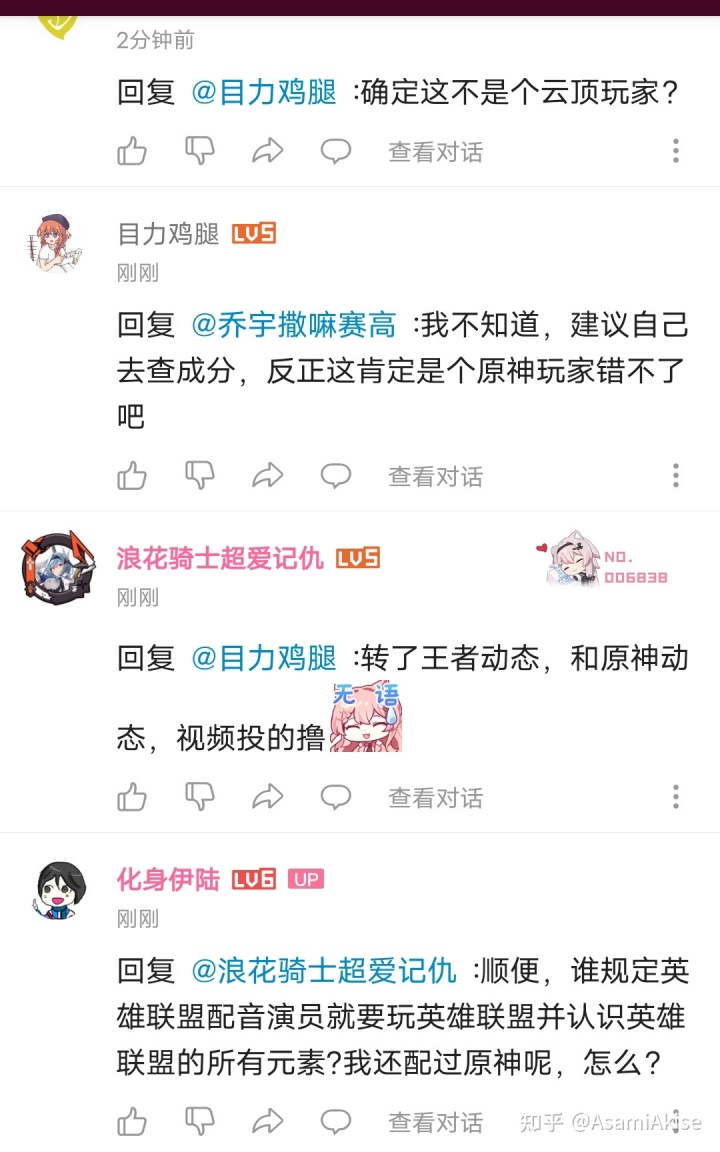 2分钟前
回复 @目力鸡腿 :确定这不是个云顶玩家?
查看对话
目力鸡腿 LV5
刚刚
回复 @乔宇撒嘛赛高 :我不知道，建议自己
去查成分，反正这肯定是个原神玩家错不了
吧
查看对话
浪花骑士超爱记仇 LV5
NO.
006838
刚刚
回复 @目力鸡腿 :转了王者动态，和原神动
无语
态，视频投的撸
查看对话
化身伊陆 LV6 UP
刚刚
回复 @浪花骑士超爱记仇 :顺便，谁规定英
雄联盟配音演员就要玩英雄联盟并认识英雄
联盟的所有元素?我还配过原神呢，怎么?
查看对话
知乎 @AsamiAkise